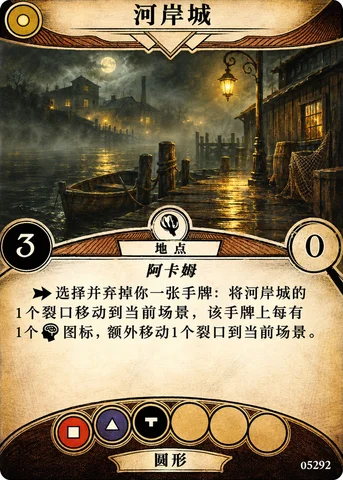 河岸城
3
地点
0
阿卡姆
选择并弃掉你一张手牌：将河岸城的
1个裂口移动到当前场景，该手牌上每有
1个图标，额外移动1个裂口到当前场景。
圆形
05292